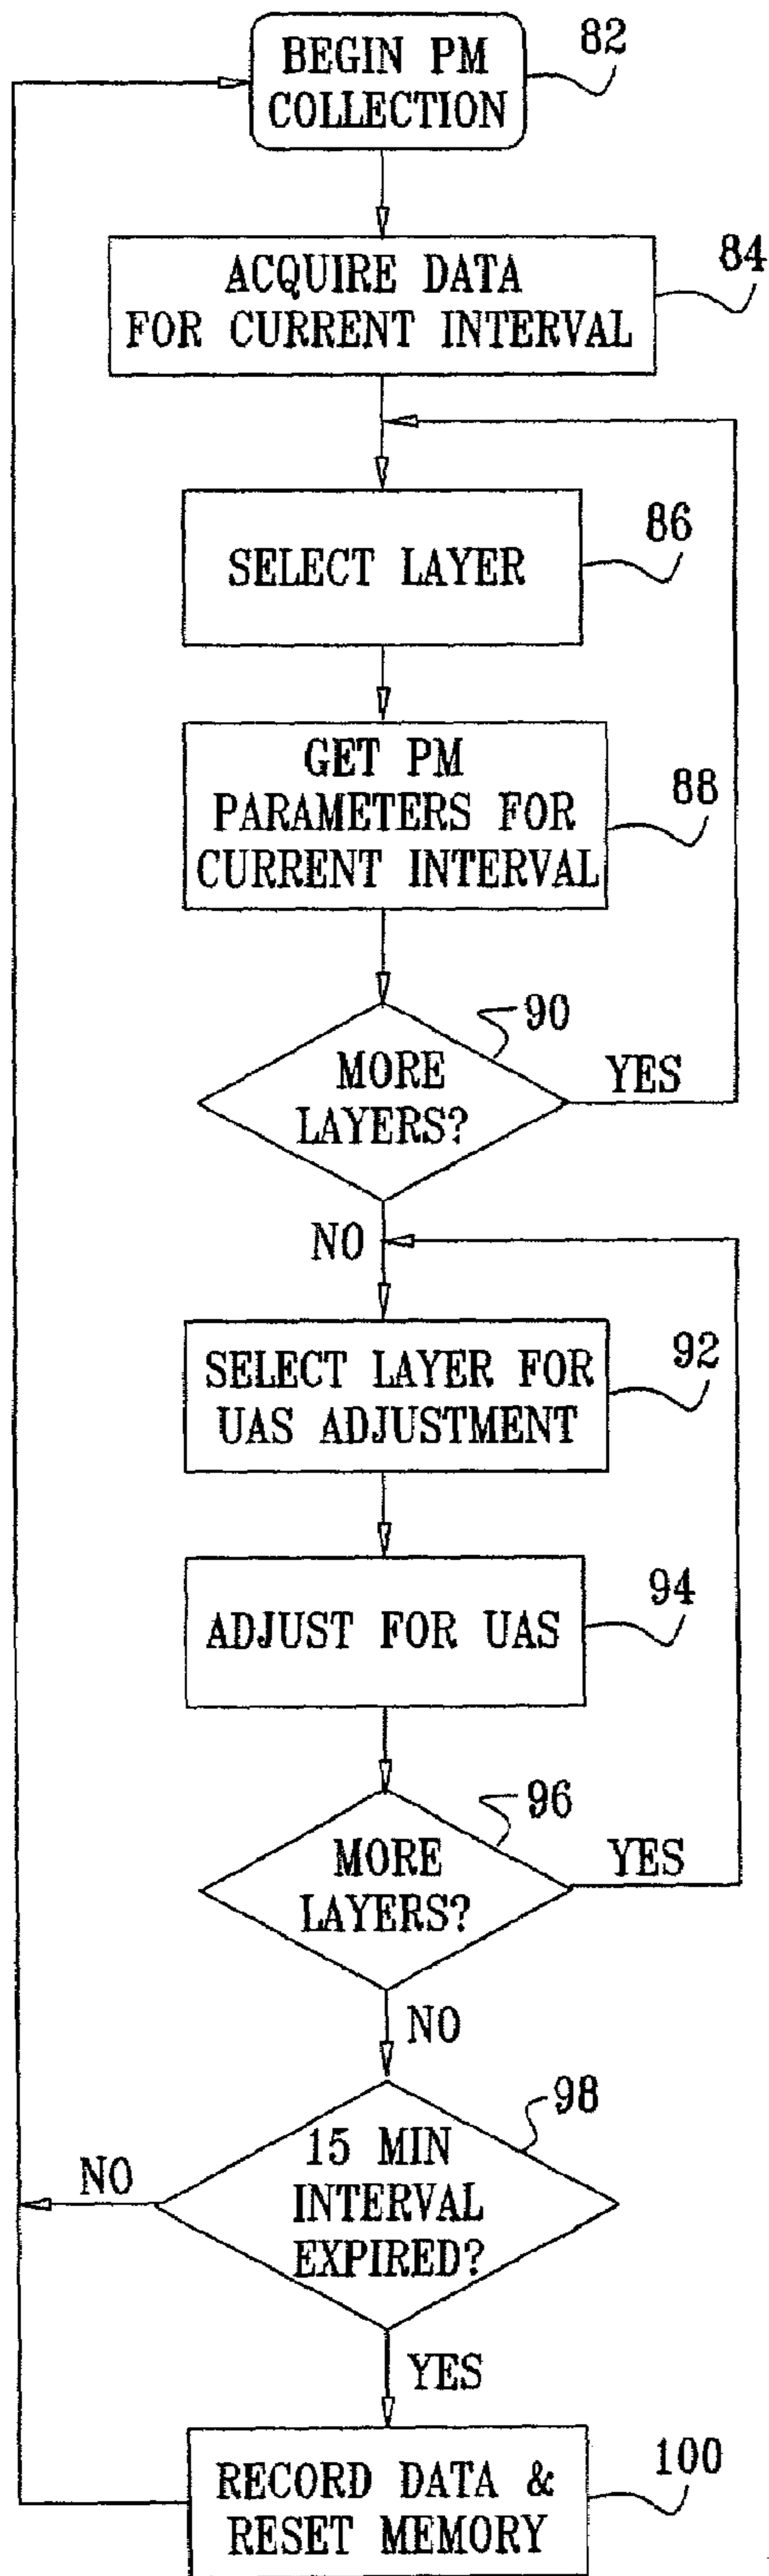 BEGIN PM
COLLECTION
82
ACQUIRE DATA
FOR CURRENT INTERVAL
84
SELECT LAYER
86
GET PM
PARAMETERS FOR
CURRENT INTERVAL
88
MORE
LAYERS?
90
YES
NO
SELECT LAYER FOR
UAS ADJUSTMENT
92
ADJUST FOR UAS
94
MORE
LAYERS?
96
YES
NO
15 MIN
INTERVAL
EXPIRED?
98
NO
YES
RECORD DATA &
RESET MEMORY
100